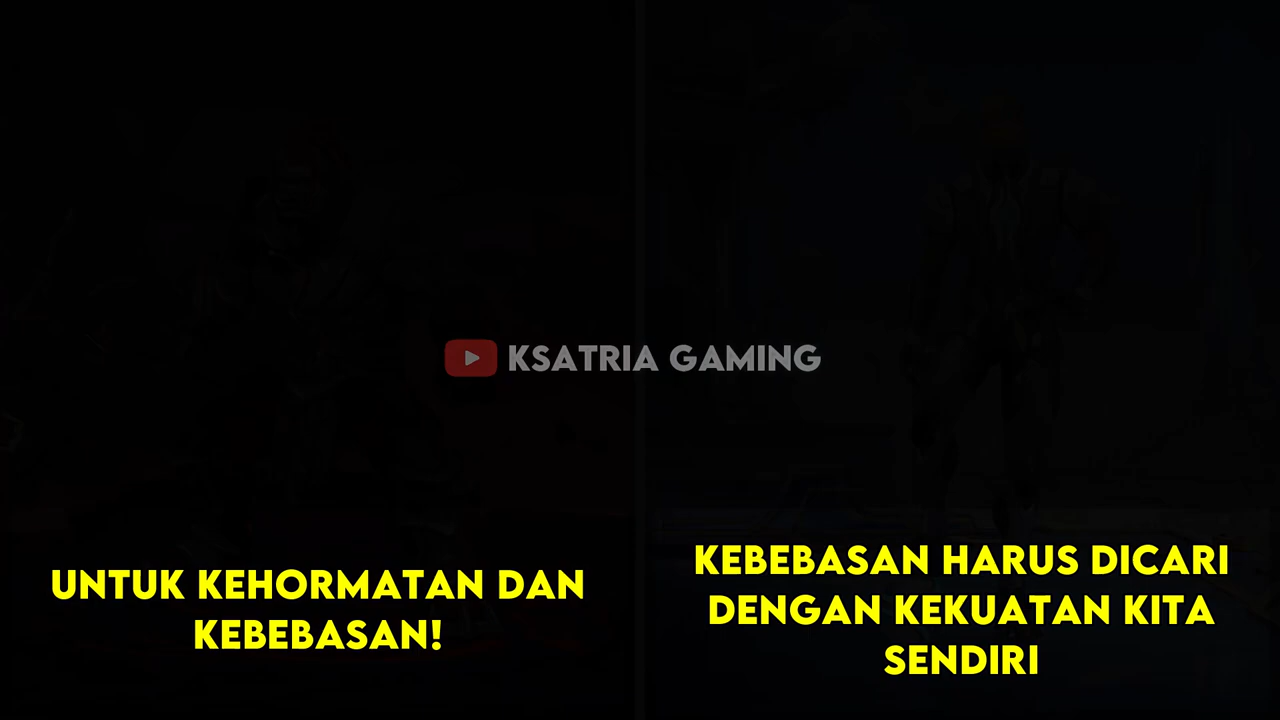 KSATRIA GAMING
UNTUK KEHORMATAN DAN
KEBEBASAN!
KEBEBASAN HARUS DICARI
DENGAN KEKUATAN KITA
SENDIRI